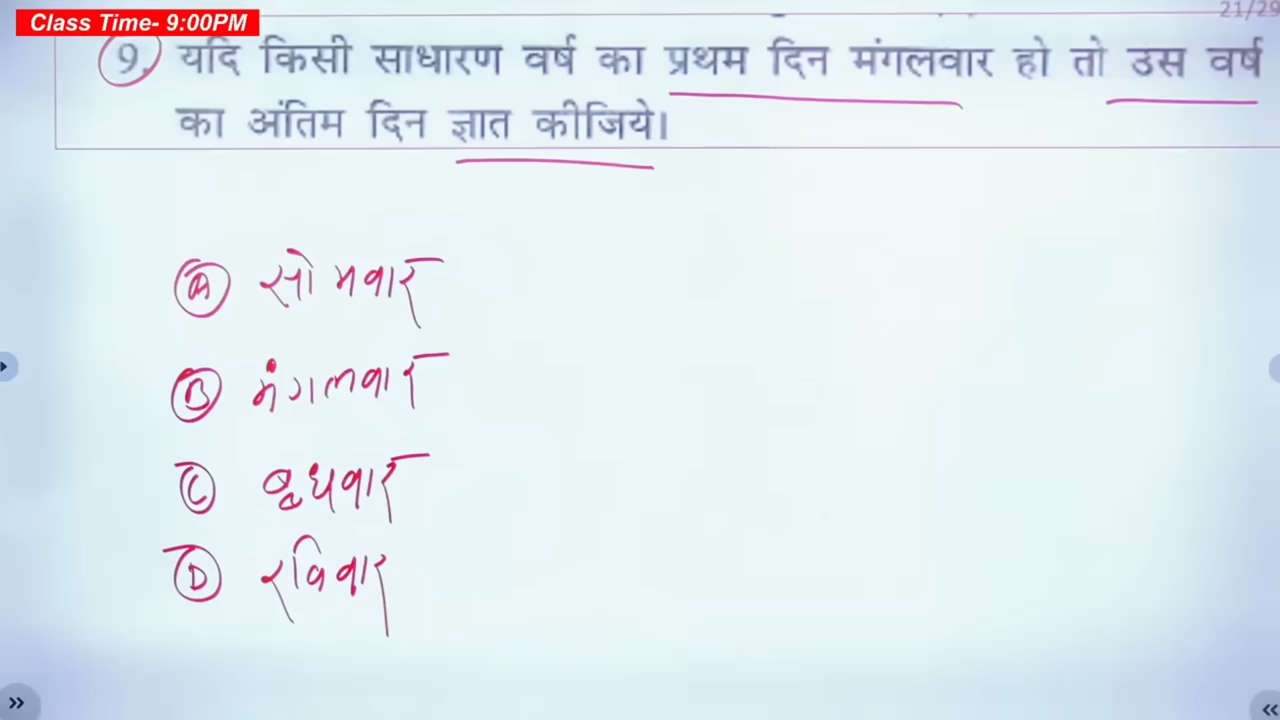 Class Time- 9:00PM
21/29
9. यदि किसी साधारण वर्ष का प्रथम दिन मंगलवार हो तो उस वर्ष
का अंतिम दिन ज्ञात कीजिये।
A सोमवार
B मंगलवार
C बुधवार
D रविवार